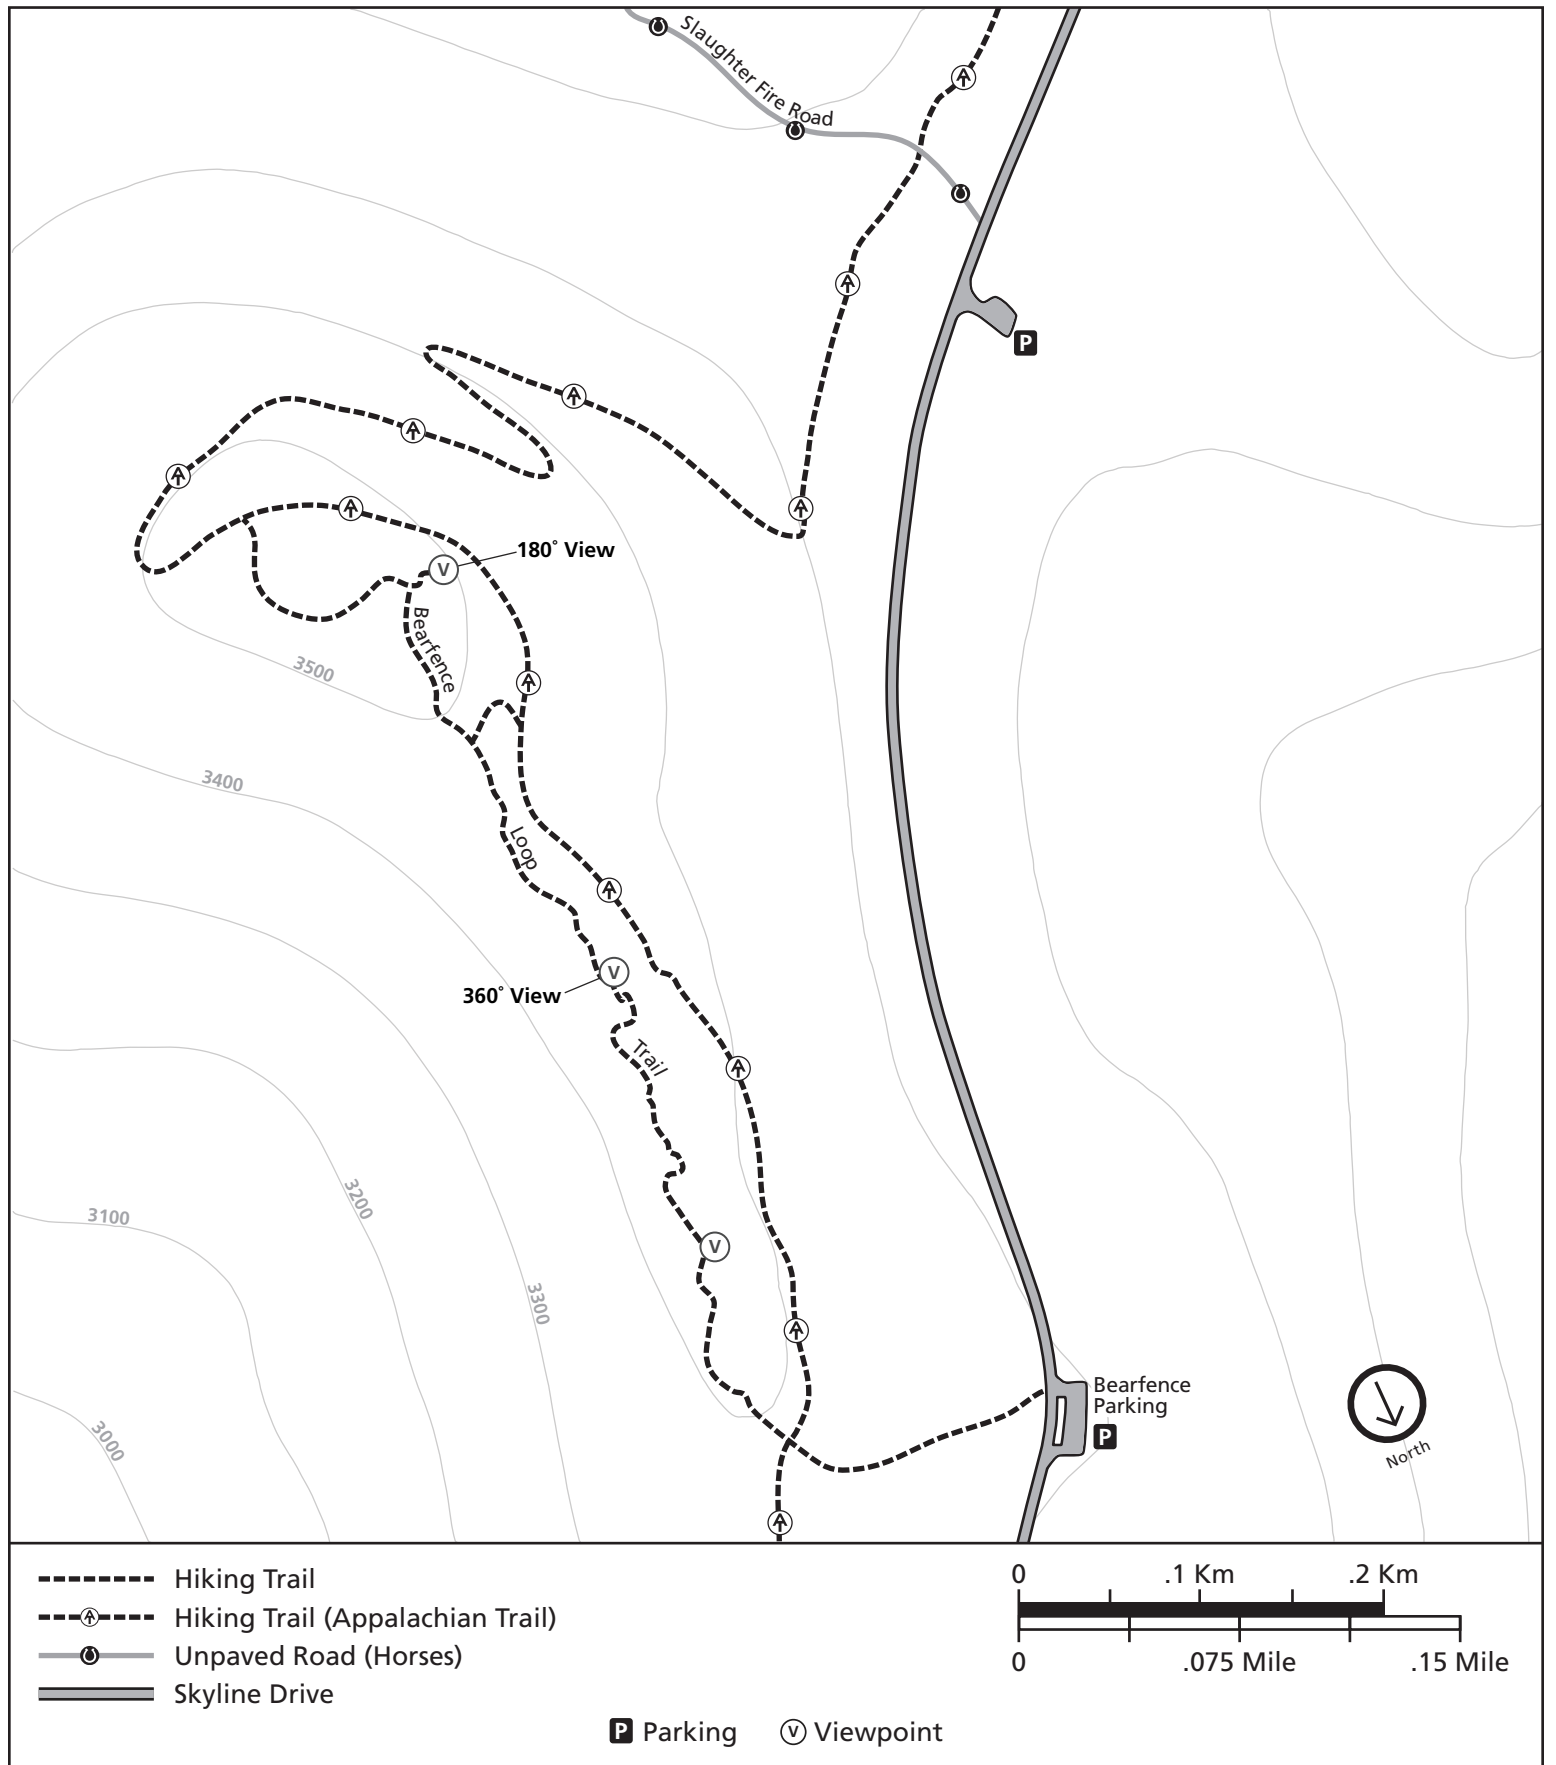 Slaughter Fire Road
P
180° View
V
Bearfence
3500
3400
Loop
V
360° View
Trail
3200
3100
V
3300
Bearfence
Parking
P
3000
North
Hiking Trail
Hiking Trail (Appalachian Trail)
Unpaved Road (Horses)
Skyline Drive
0 .1 Km .2 Km
0 .075 Mile .15 Mile
P Parking V Viewpoint